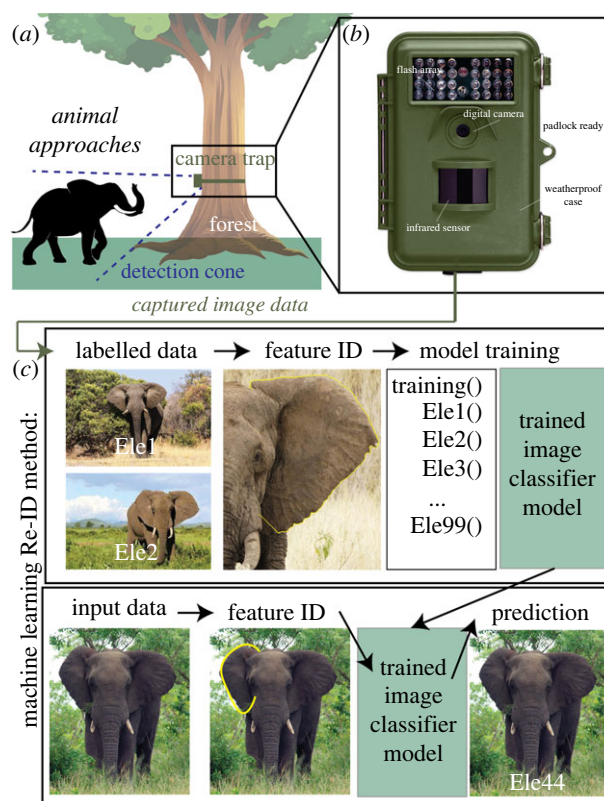 (a)
(b)
animal
approaches
camera trap
forest
detection cone
flash array
digital camera
padlock ready
weatherproof
case
infrared sensor
captured image data
(c)
machine learning Re-ID method:
labelled data
feature ID
model training
Ele1
Ele2
training()
Ele1()
Ele2()
Ele3()
...
Ele99()
trained
image
classifier
model
input data
feature ID
prediction
trained
image
classifier
model
Ele44